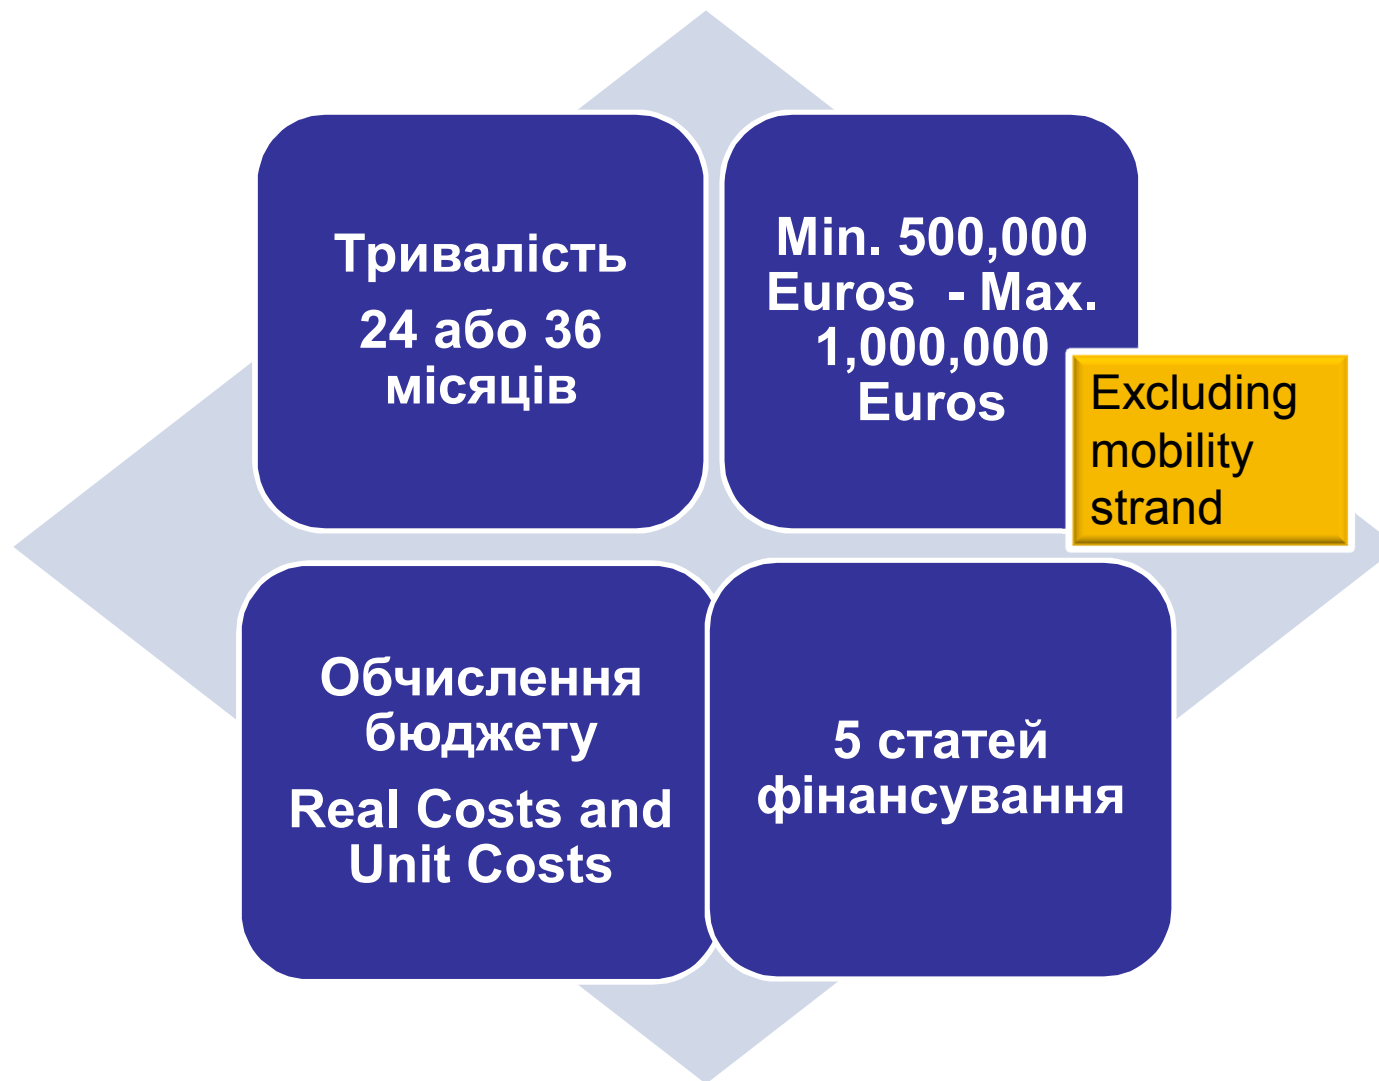 Тривалість
24 або 36
місяців
Min. 500,000
Euros - Max.
1,000,000
Euros
Excluding
mobility
strand
Обчислення
бюджету
Real Costs and
Unit Costs
5 статей
фінансування